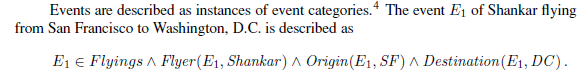 Events are described as instances of event categories.⁴ The event E₁ of Shankar flying
from San Francisco to Washington, D.C. is described as
E₁ ∈ Flyings ∧ Flyer(E₁, Shankar) ∧ Origin(E₁, SF) ∧ Destination(E₁, DC) .